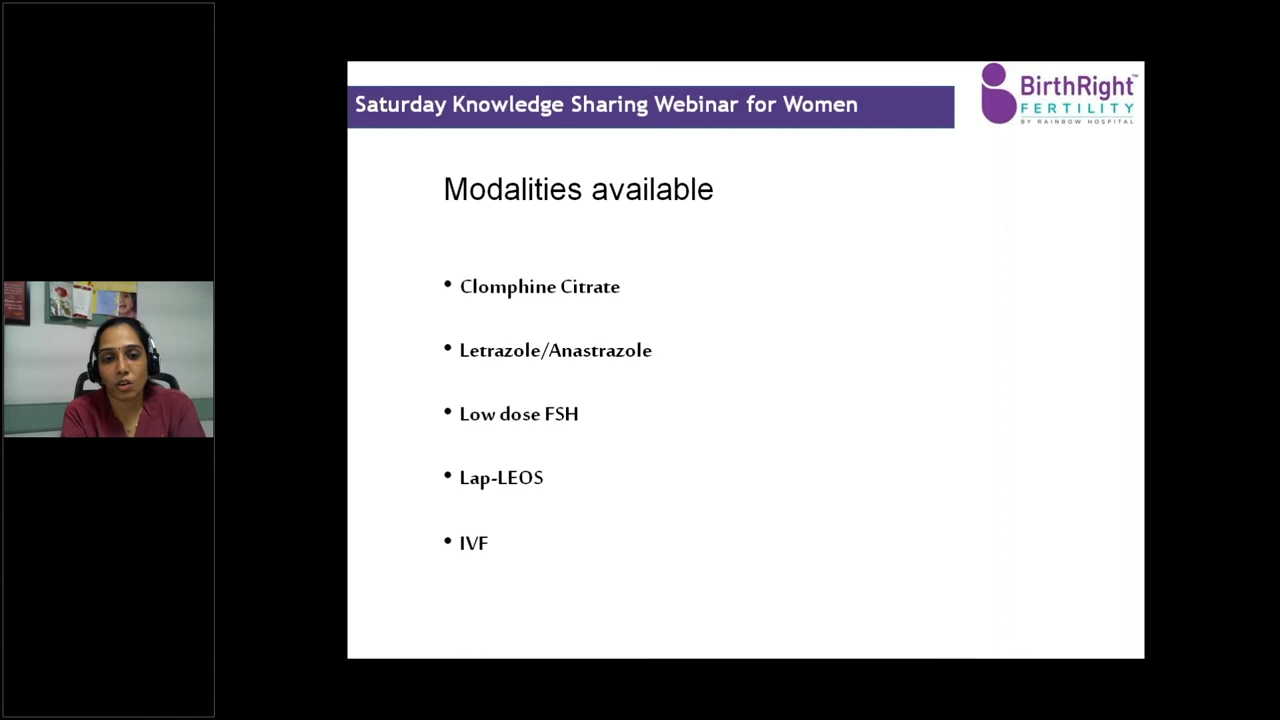 Saturday Knowledge Sharing Webinar for Women
BirthRight™
FERTILITY
BY RAINBOW HOSPITAL
Modalities available
• Clomphine Citrate
• Letrazole/Anastrazole
• Low dose FSH
• Lap-LEOS
• IVF